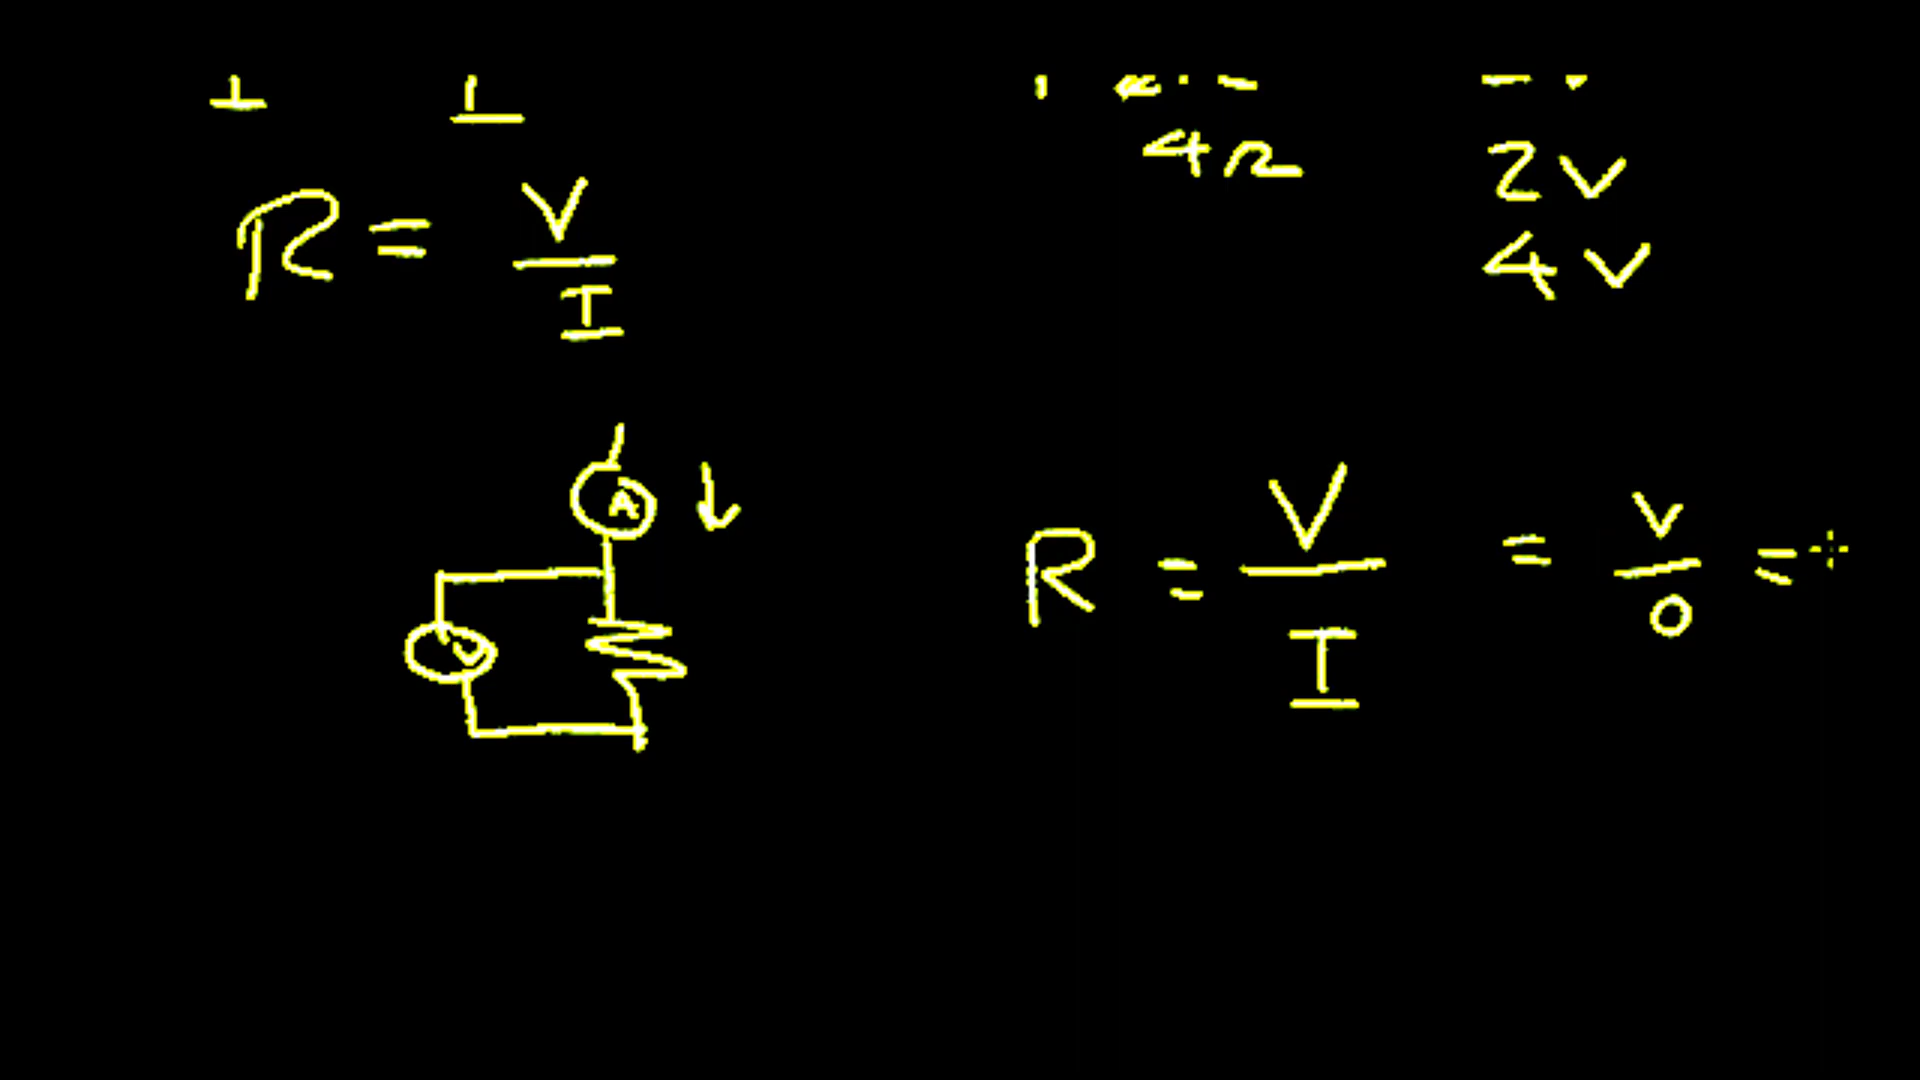 R = V / I
4Ω
2V
4V
A
V
R = V / I = V / 0 =